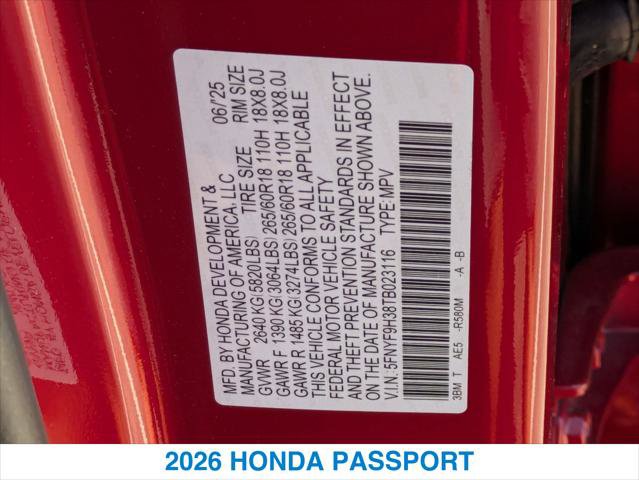 MFD. BY HONDA DEVELOPMENT & 06/'25
MANUFACTURING OF AMERICA, LLC
GVWR 2640 KG(5820LBS) TIRE SIZE RIM SIZE
GAWR F 1390 KG(3064LBS) 265/60R18 110H 18X8.0J
GAWR R 1485 KG(3274LBS) 265/60R18 110H 18X8.0J
THIS VEHICLE CONFORMS TO ALL APPLICABLE
FEDERAL MOTOR VEHICLE SAFETY
AND THEFT PREVENTION STANDARDS IN EFFECT
ON THE DATE OF MANUFACTURE SHOWN ABOVE.
V.I.N: 5FNYF9H38TB023116 TYPE: MPV
3BM T AE5 -R580M -A -B
2026 HONDA PASSPORT